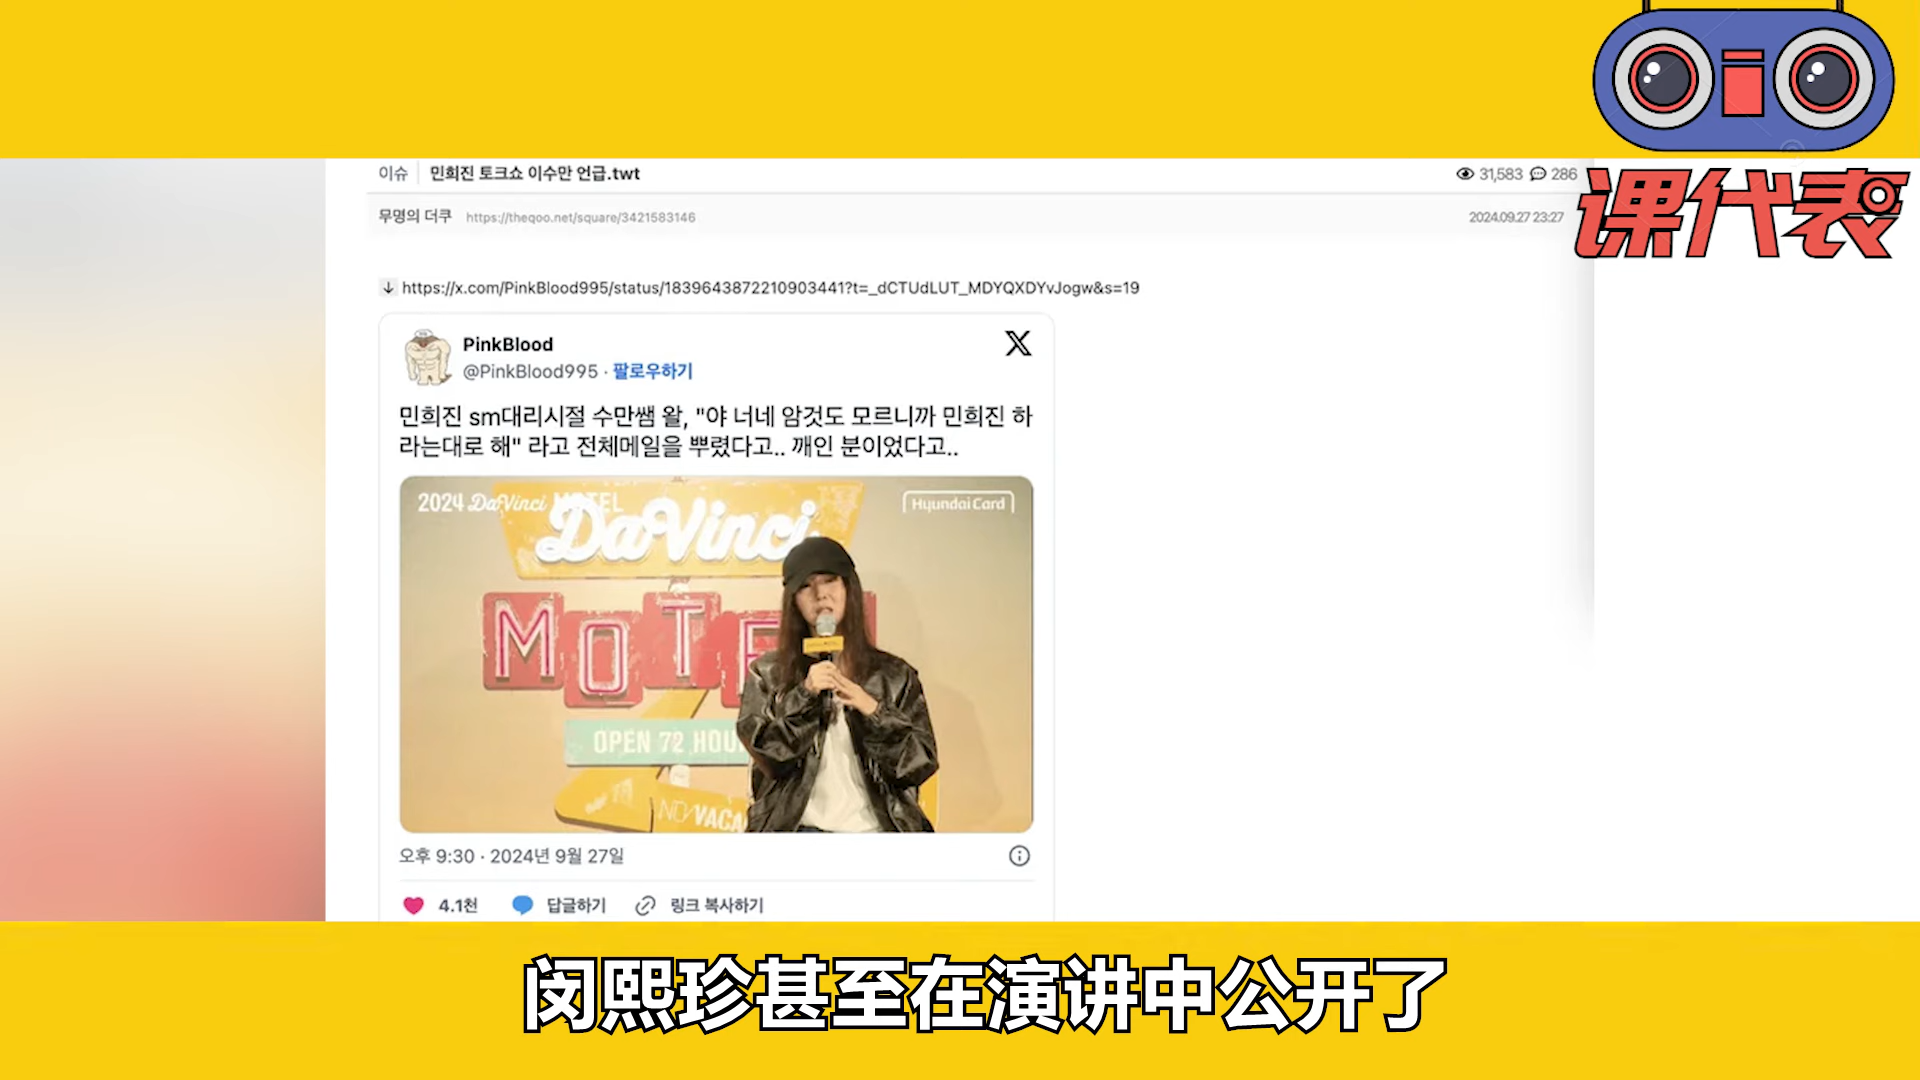 이슈 민희진 토크쇼 이수만 언급.twt 31,583 286
课代表
무명의 더쿠 https://theqoo.net/square/3421583146 2024.09.27 23:27
https://x.com/PinkBlood995/status/1839643872210903441?t=_dCTUdLUT_MDYQXDYvJogw&s=19
PinkBlood
@PinkBlood995 · 팔로우하기
민희진 sm대리시절 수만쌤 왈, "야 너네 암것도 모르니까 민희진 하
라는대로 해" 라고 전체메일을 뿌렸다고.. 깨인 분이었다고..
2024 DaVinci MOTEL HyundaiCard
DaVinci
MOTE
OPEN 72 HOU
NO VACA
오후 9:30 · 2024년 9월 27일
4.1천 답글하기 링크 복사하기
闵熙珍甚至在演讲中公开了